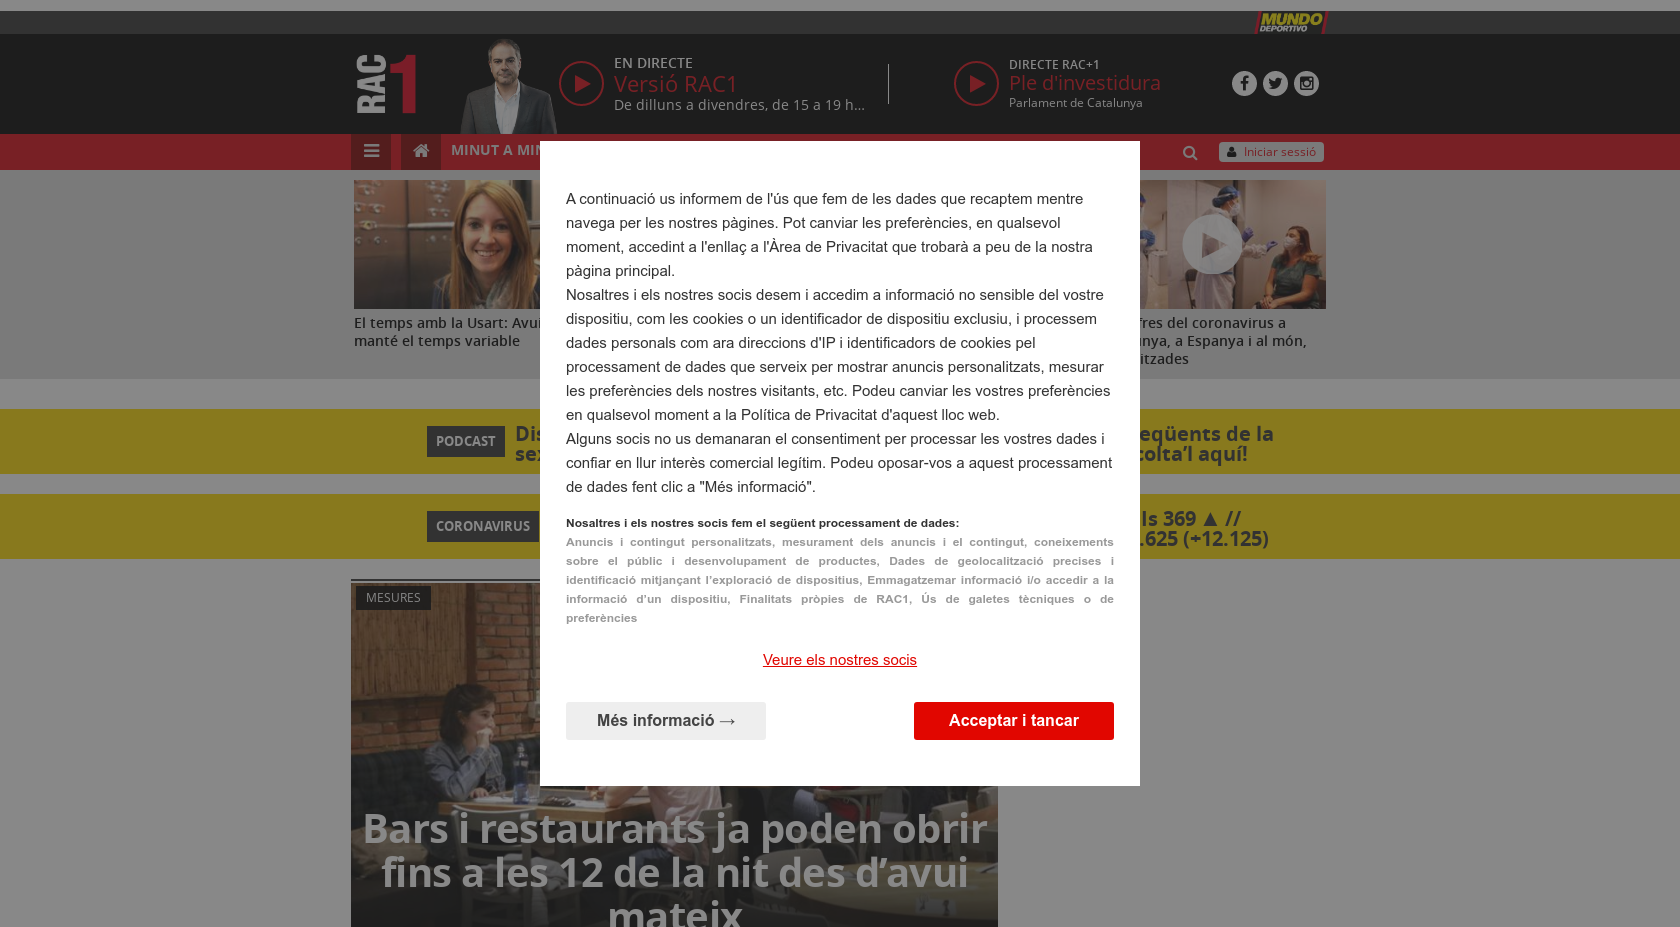 MUNDO
DEPORTIVO
RAC1
EN DIRECTE
Versió RAC1
De dilluns a divendres, de 15 a 19 h...
DIRECTE RAC+1
Ple d'investidura
Parlament de Catalunya
MINUT A MIN
Iniciar sessió
El temps amb la Usart: Avui
manté el temps variable
fres del coronavirus a
unya, a Espanya i al món,
itzades
A continuació us informem de l'ús que fem de les dades que recaptem mentre
navega per les nostres pàgines. Pot canviar les preferències, en qualsevol
moment, accedint a l'enllaç a l'Àrea de Privacitat que trobarà a peu de la nostra
pàgina principal.
Nosaltres i els nostres socis desem i accedim a informació no sensible del vostre
dispositiu, com les cookies o un identificador de dispositiu exclusiu, i processem
dades personals com ara direccions d'IP i identificadors de cookies pel
processament de dades que serveix per mostrar anuncis personalitzats, mesurar
les preferències dels nostres visitants, etc. Podeu canviar les vostres preferències
en qualsevol moment a la Política de Privacitat d'aquest lloc web.
Alguns socis no us demanaran el consentiment per processar les vostres dades i
confiar en llur interès comercial legítim. Podeu oposar-vos a aquest processament
de dades fent clic a "Més informació".
Nosaltres i els nostres socis fem el següent processament de dades:
Anuncis i contingut personalitzats, mesurament dels anuncis i el contingut, coneixements
sobre el públic i desenvolupament de productes, Dades de geolocalització precises i
identificació mitjançant l'exploració de dispositius, Emmagatzemar informació i/o accedir a la
informació d'un dispositiu, Finalitats pròpies de RAC1, Ús de galetes tècniques o de
preferències
Veure els nostres socis
Més informació →
Acceptar i tancar
PODCAST
Dis
eqüents de la
sex
colta'l aquí!
CORONAVIRUS
ls 369 ▲ //
.625 (+12.125)
MESURES
Bars i restaurants ja poden obrir
fins a les 12 de la nit des d'avui
mateix